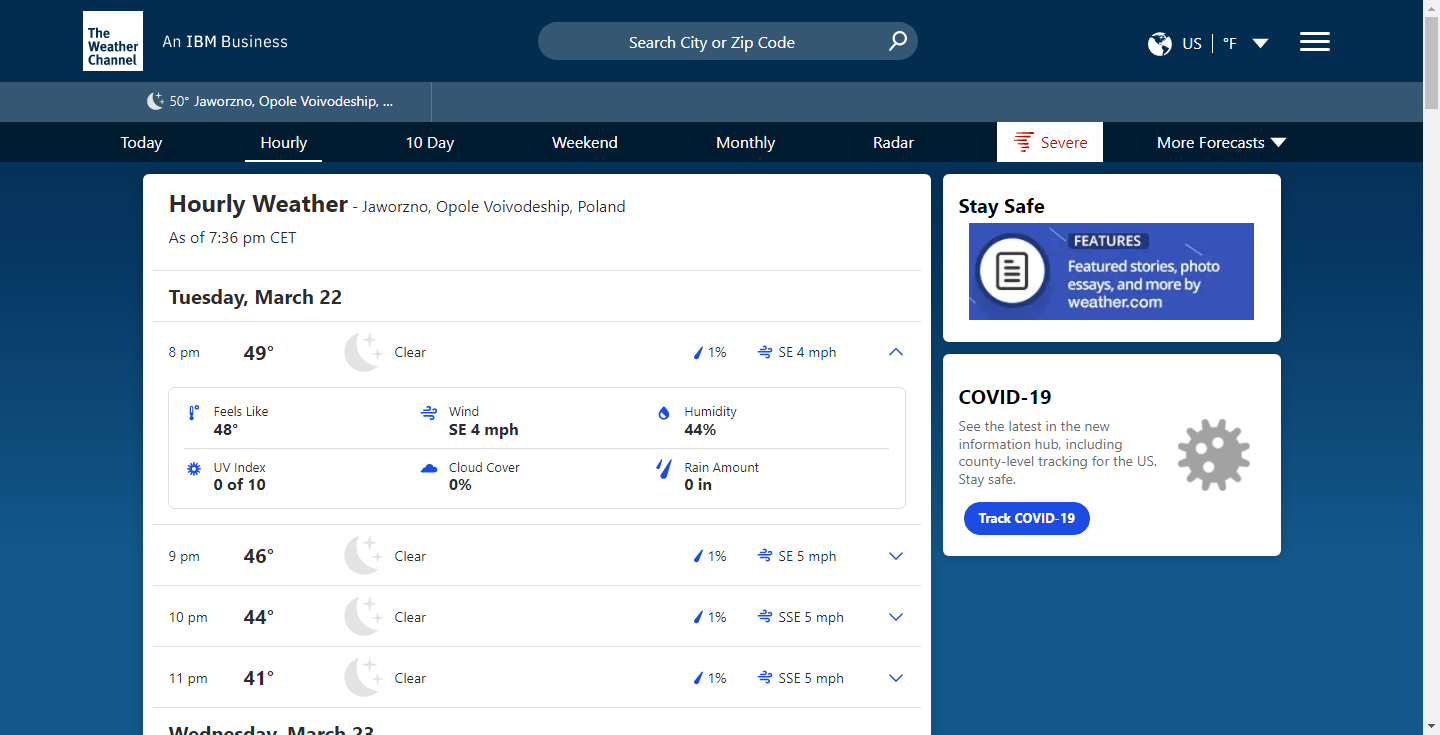 The
Weather
Channel
An IBM Business
Search City or Zip Code
US
°F
50° Jaworzno, Opole Voivodeship, ...
Today
Hourly
10 Day
Weekend
Monthly
Radar
Severe
More Forecasts
Hourly Weather - Jaworzno, Opole Voivodeship, Poland
As of 7:36 pm CET
Tuesday, March 22
8 pm 49° Clear 1% SE 4 mph
Feels Like
48°
Wind
SE 4 mph
Humidity
44%
UV Index
0 of 10
Cloud Cover
0%
Rain Amount
0 in
9 pm 46° Clear 1% SE 5 mph
10 pm 44° Clear 1% SSE 5 mph
11 pm 41° Clear 1% SSE 5 mph
Wednesday, March 23
Stay Safe
FEATURES
Featured stories, photo
essays, and more by
weather.com
COVID-19
See the latest in the new
information hub, including
county-level tracking for the US.
Stay safe.
Track COVID-19